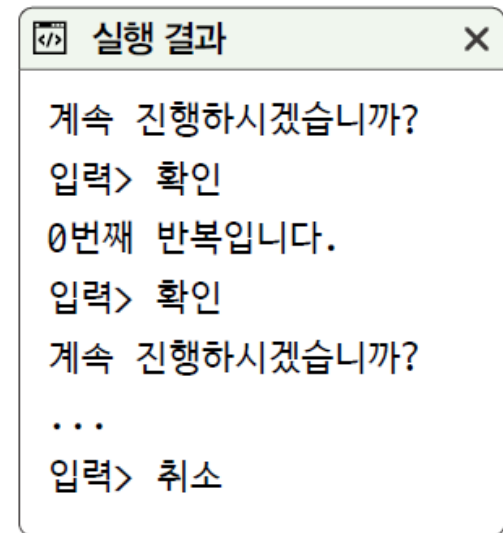 </> 실행 결과 ×
계속 진행하시겠습니까?
입력> 확인
0번째 반복입니다.
입력> 확인
계속 진행하시겠습니까?
...
입력> 취소